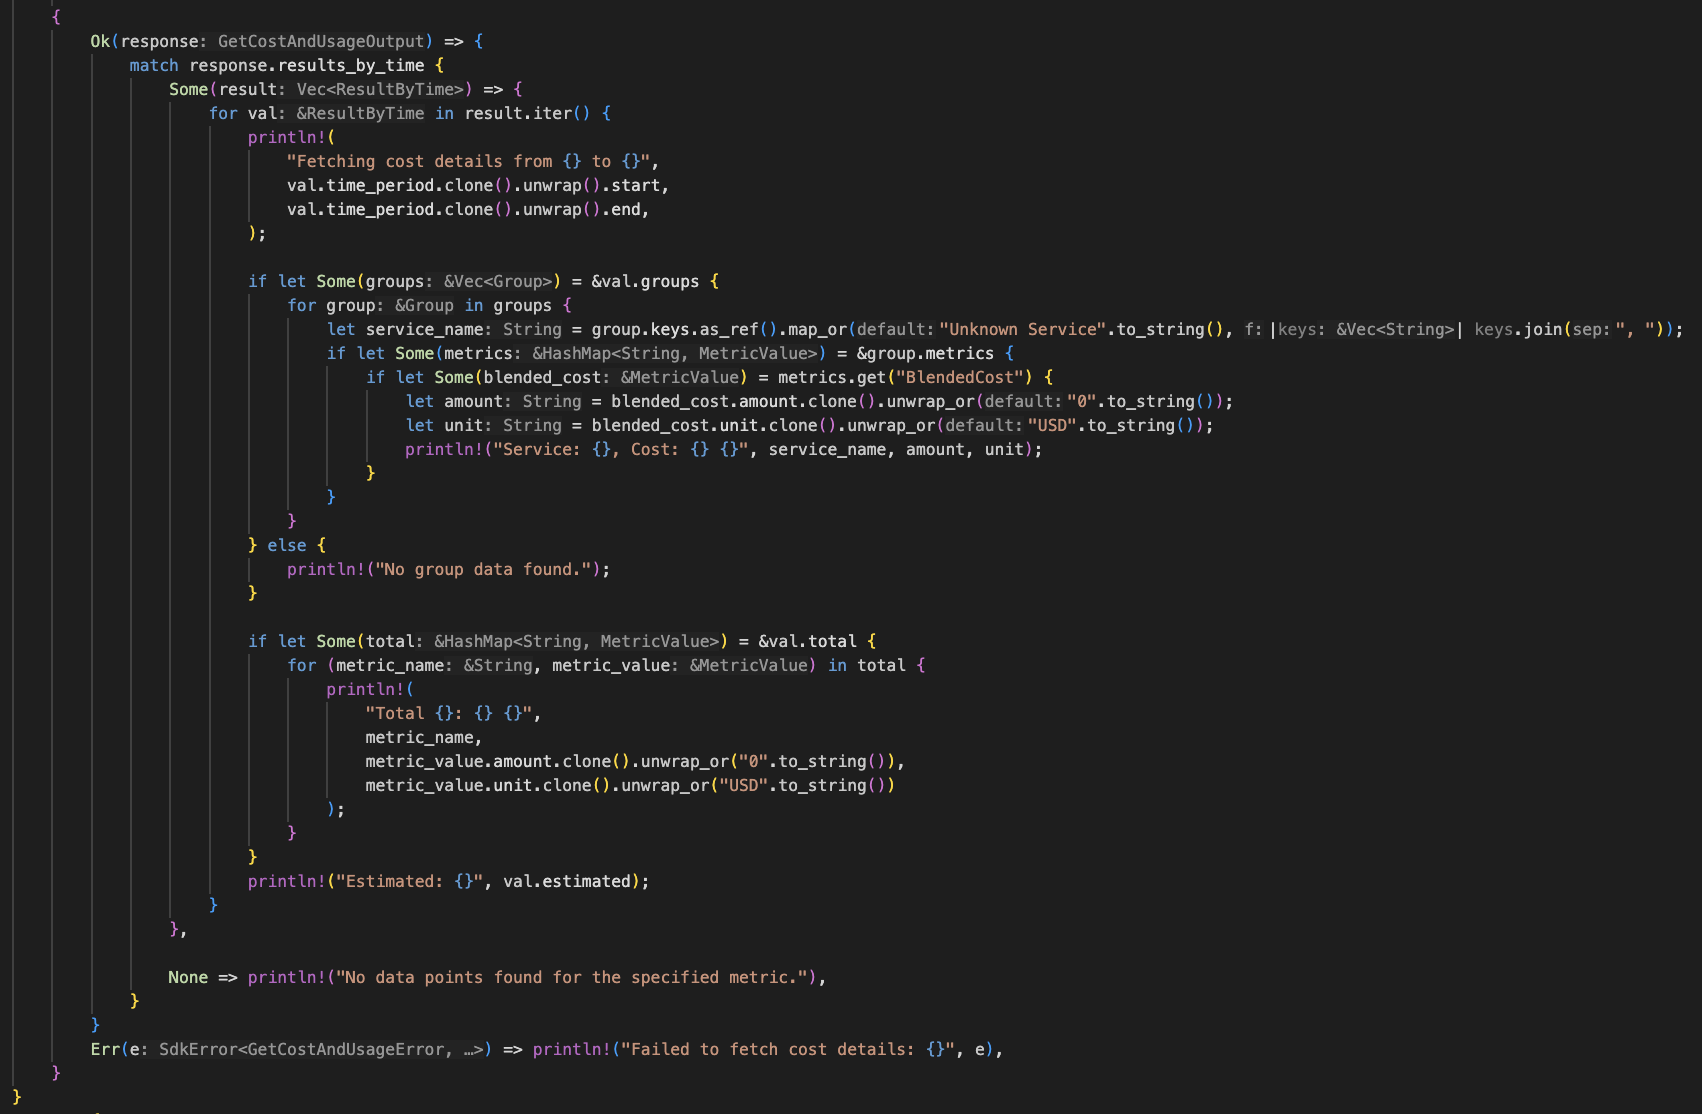 {
Ok(response: GetCostAndUsageOutput) => {
match response.results_by_time {
Some(result: Vec<ResultByTime>) => {
for val: &ResultByTime in result.iter() {
println!(
"Fetching cost details from {} to {}",
val.time_period.clone().unwrap().start,
val.time_period.clone().unwrap().end,
);
if let Some(groups: &Vec<Group>) = &val.groups {
for group: &Group in groups {
let service_name: String = group.keys.as_ref().map_or(default: "Unknown Service".to_string(), f: |keys: &Vec<String>| keys.join(sep: ", "));
if let Some(metrics: &HashMap<String, MetricValue>) = &group.metrics {
if let Some(blended_cost: &MetricValue) = metrics.get("BlendedCost") {
let amount: String = blended_cost.amount.clone().unwrap_or(default: "0".to_string());
let unit: String = blended_cost.unit.clone().unwrap_or(default: "USD".to_string());
println!("Service: {}, Cost: {} {}", service_name, amount, unit);
}
}
}
} else {
println!("No group data found.");
}
if let Some(total: &HashMap<String, MetricValue>) = &val.total {
for (metric_name: &String, metric_value: &MetricValue) in total {
println!(
"Total {}: {} {}",
metric_name,
metric_value.amount.clone().unwrap_or("0".to_string()),
metric_value.unit.clone().unwrap_or("USD".to_string())
);
}
}
println!("Estimated: {}", val.estimated);
}
},
None => println!("No data points found for the specified metric."),
}
}
Err(e: SdkError<GetCostAndUsageError, …>) => println!("Failed to fetch cost details: {}", e),
}
}